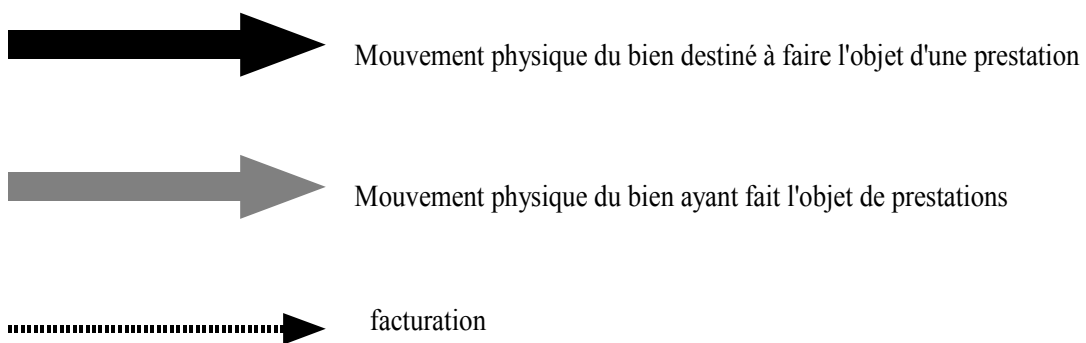 Mouvement physique du bien destiné à faire l'objet d'une prestation
Mouvement physique du bien ayant fait l'objet de prestations
facturation